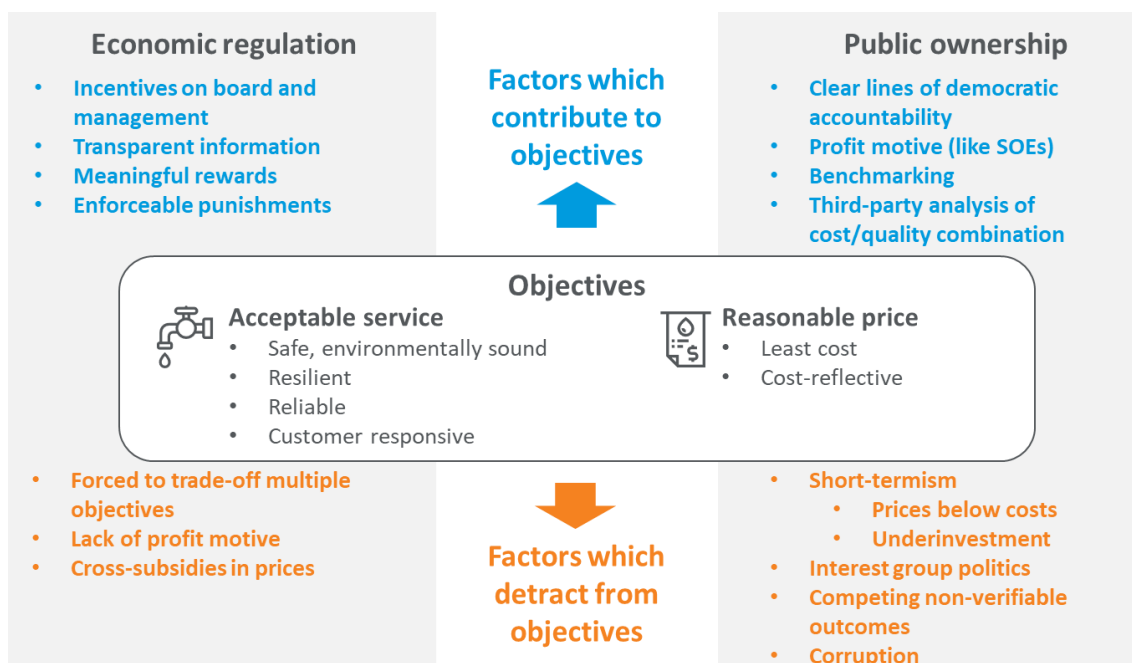 Economic regulation
• Incentives on board and
management
• Transparent information
• Meaningful rewards
• Enforceable punishments
Factors which
contribute to
objectives
Public ownership
• Clear lines of democratic
accountability
• Profit motive (like SOEs)
• Benchmarking
• Third-party analysis of
cost/quality combination
Objectives
Acceptable service
• Safe, environmentally sound
• Resilient
• Reliable
• Customer responsive
$
Reasonable price
• Least cost
• Cost-reflective
• Forced to trade-off multiple
objectives
• Lack of profit motive
• Cross-subsidies in prices
Factors which
detract from
objectives
• Short-termism
• Prices below costs
• Underinvestment
• Interest group politics
• Competing non-verifiable
outcomes
• Corruption